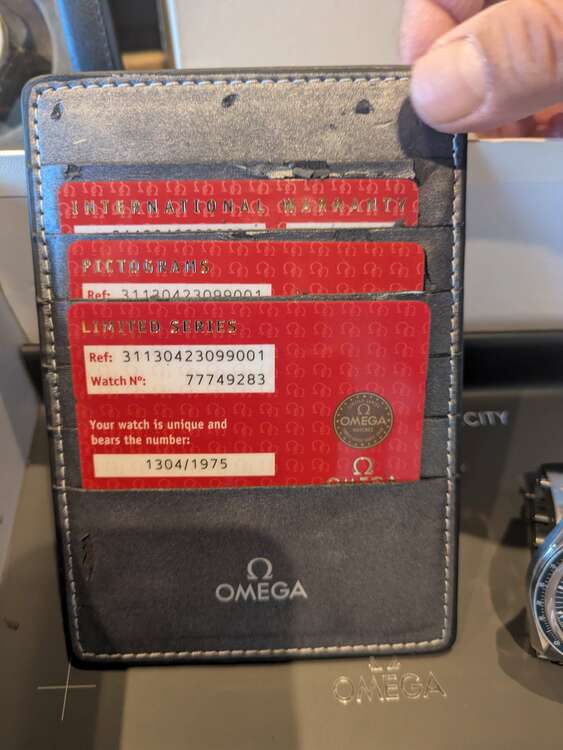 INTERNATIONAL WARRANTY
PICTOGRAMS
Ref: 31130423099001
LIMITED SERIES
Ref: 31130423099001
Watch Nº: 77749283
Your watch is unique and
bears the number:
1304/1975
OMEGA
OMEGA
OMEGA
CITY
OMEGA